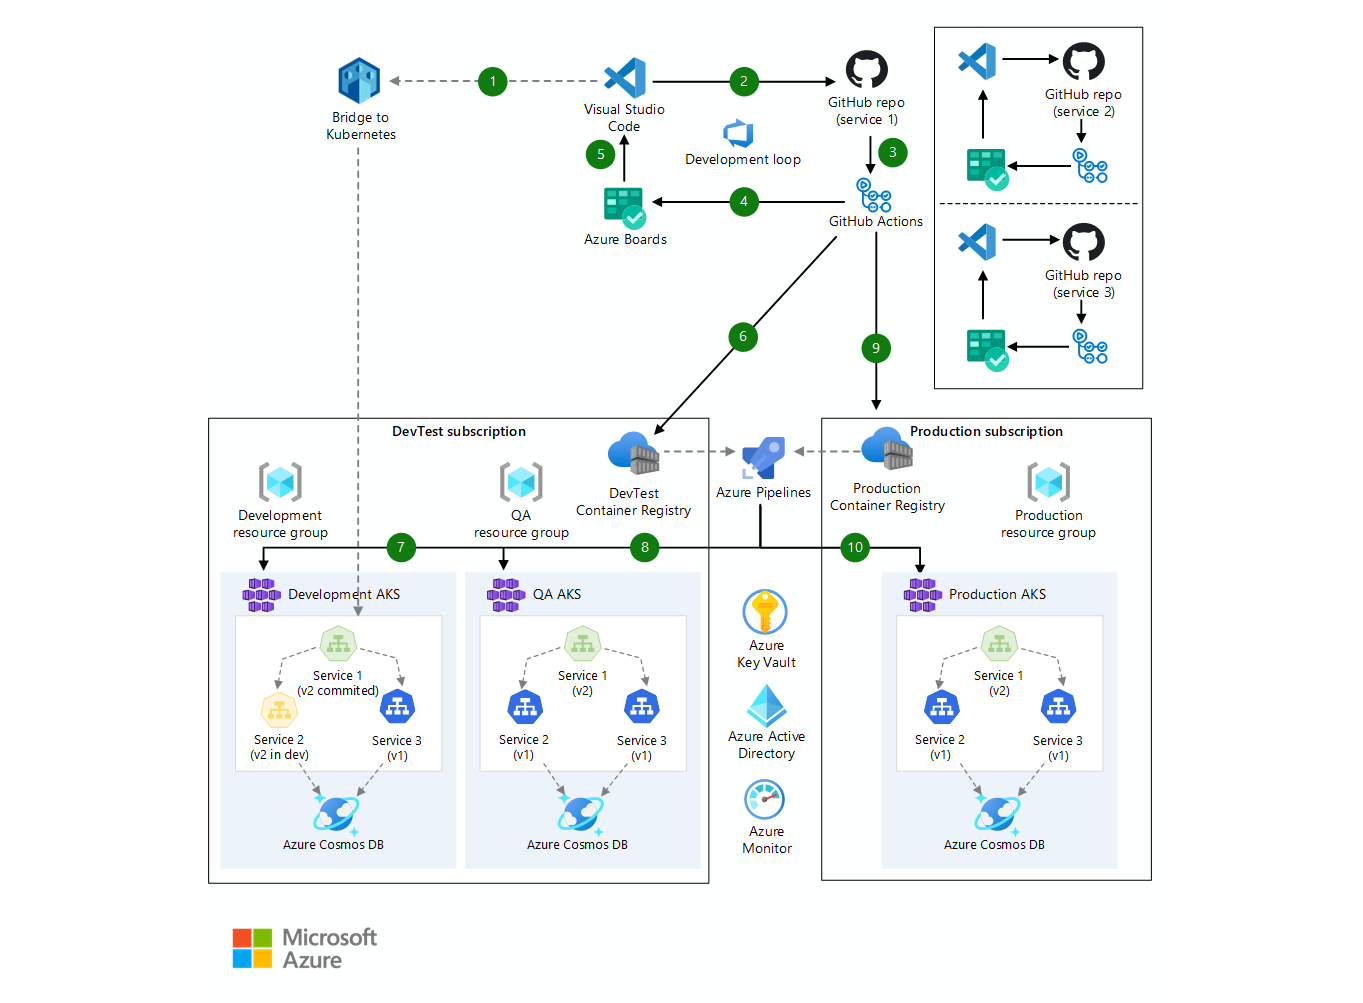 1
2
Visual Studio
Code
Bridge to
Kubernetes
GitHub repo
(service 1)
5
Development loop
3
4
Azure Boards
GitHub Actions
GitHub repo
(service 2)
GitHub repo
(service 3)
6
9
DevTest subscription
Production subscription
Development
resource group
QA
resource group
DevTest
Container Registry
Azure Pipelines
Production
Container Registry
Production
resource group
7
8
10
Development AKS
Service 1
(v2 commited)
Service 2
(v2 in dev)
Service 3
(v1)
Azure Cosmos DB
QA AKS
Service 1
(v2)
Service 2
(v1)
Service 3
(v1)
Azure Cosmos DB
Azure
Key Vault
Azure Active
Directory
Azure
Monitor
Production AKS
Service 1
(v2)
Service 2
(v1)
Service 3
(v1)
Azure Cosmos DB
Microsoft
Azure